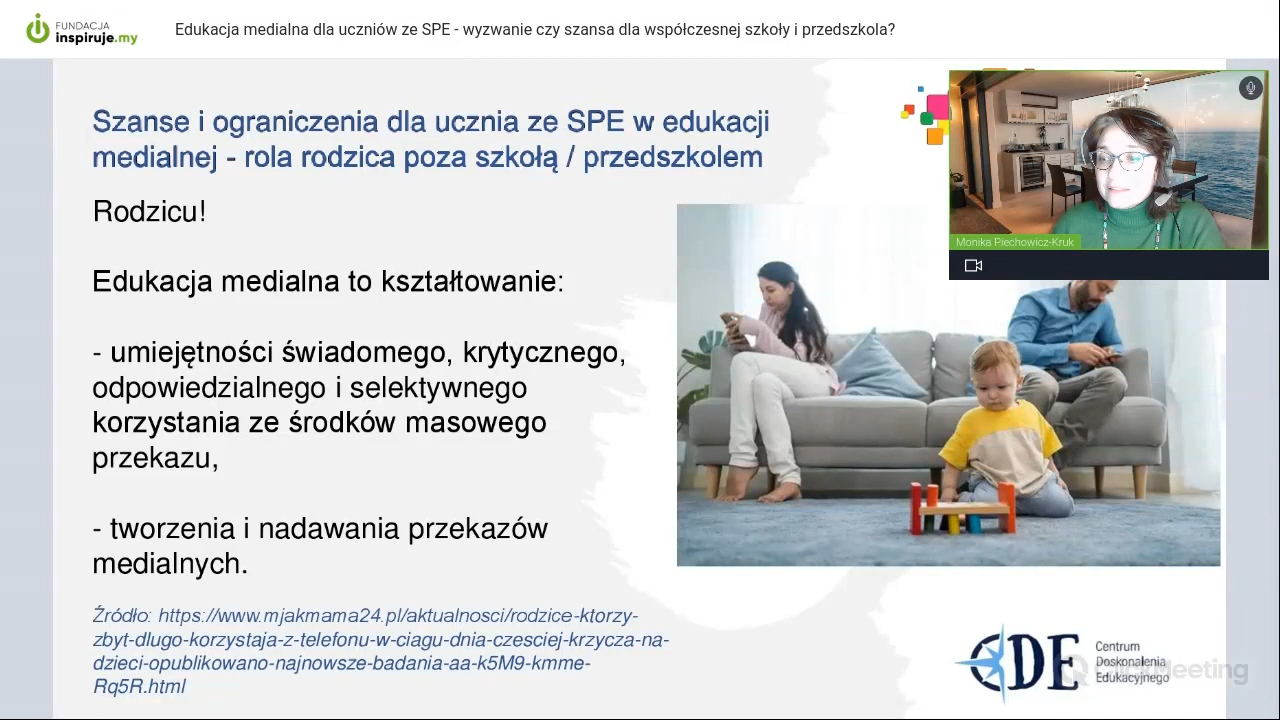 FUNDACJA
inspiruje.my
Edukacja medialna dla uczniów ze SPE - wyzwanie czy szansa dla współczesnej szkoły i przedszkola?
Szanse i ograniczenia dla ucznia ze SPE w edukacji
medialnej - rola rodzica poza szkołą / przedszkolem
Monika Piechowicz-Kruk
Rodzicu!
Edukacja medialna to kształtowanie:
- umiejętności świadomego, krytycznego,
odpowiedzialnego i selektywnego
korzystania ze środków masowego
przekazu,
- tworzenia i nadawania przekazów
medialnych.
Źródło: https://www.mjakmama24.pl/aktualnosci/rodzice-ktorzy-
zbyt-dlugo-korzystaja-z-telefonu-w-ciagu-dnia-czesciej-krzycza-na-
dzieci-opublikowano-najnowsze-badania-aa-k5M9-kmme-
Rq5R.html
CDE
Centrum
Doskonalenia
Edukacyjnego
ClickMeeting